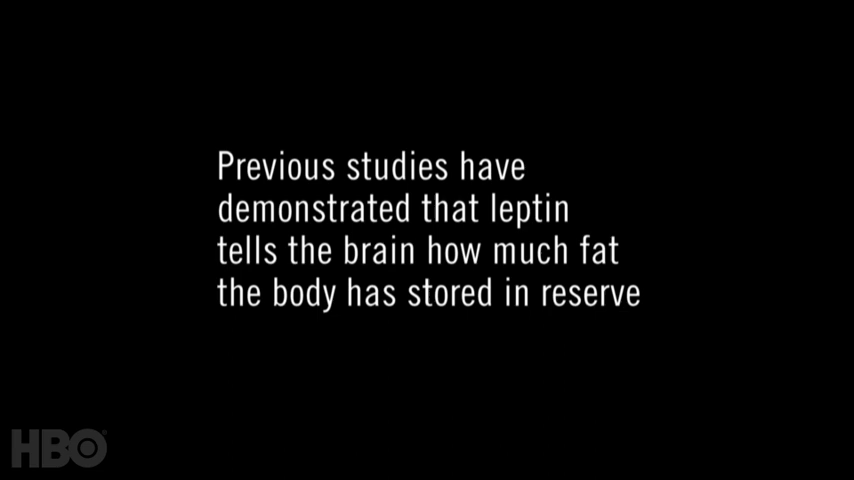 Previous studies have
demonstrated that leptin
tells the brain how much fat
the body has stored in reserve
HBO